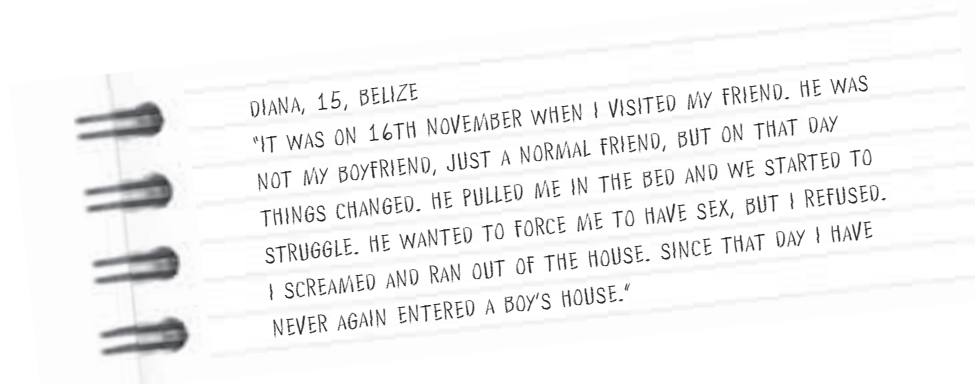 DIANA, 15, BELIZE
"IT WAS ON 16TH NOVEMBER WHEN I VISITED MY FRIEND. HE WAS
NOT MY BOYFRIEND, JUST A NORMAL FRIEND, BUT ON THAT DAY
THINGS CHANGED. HE PULLED ME IN THE BED AND WE STARTED TO
STRUGGLE. HE WANTED TO FORCE ME TO HAVE SEX, BUT I REFUSED.
I SCREAMED AND RAN OUT OF THE HOUSE. SINCE THAT DAY I HAVE
NEVER AGAIN ENTERED A BOY'S HOUSE."